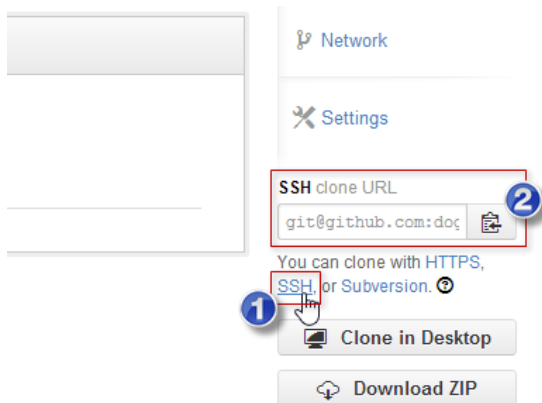 Network
Settings
SSH clone URL
git@github.com:dog
2
You can clone with HTTPS,
SSH, or Subversion.
1
Clone in Desktop
Download ZIP